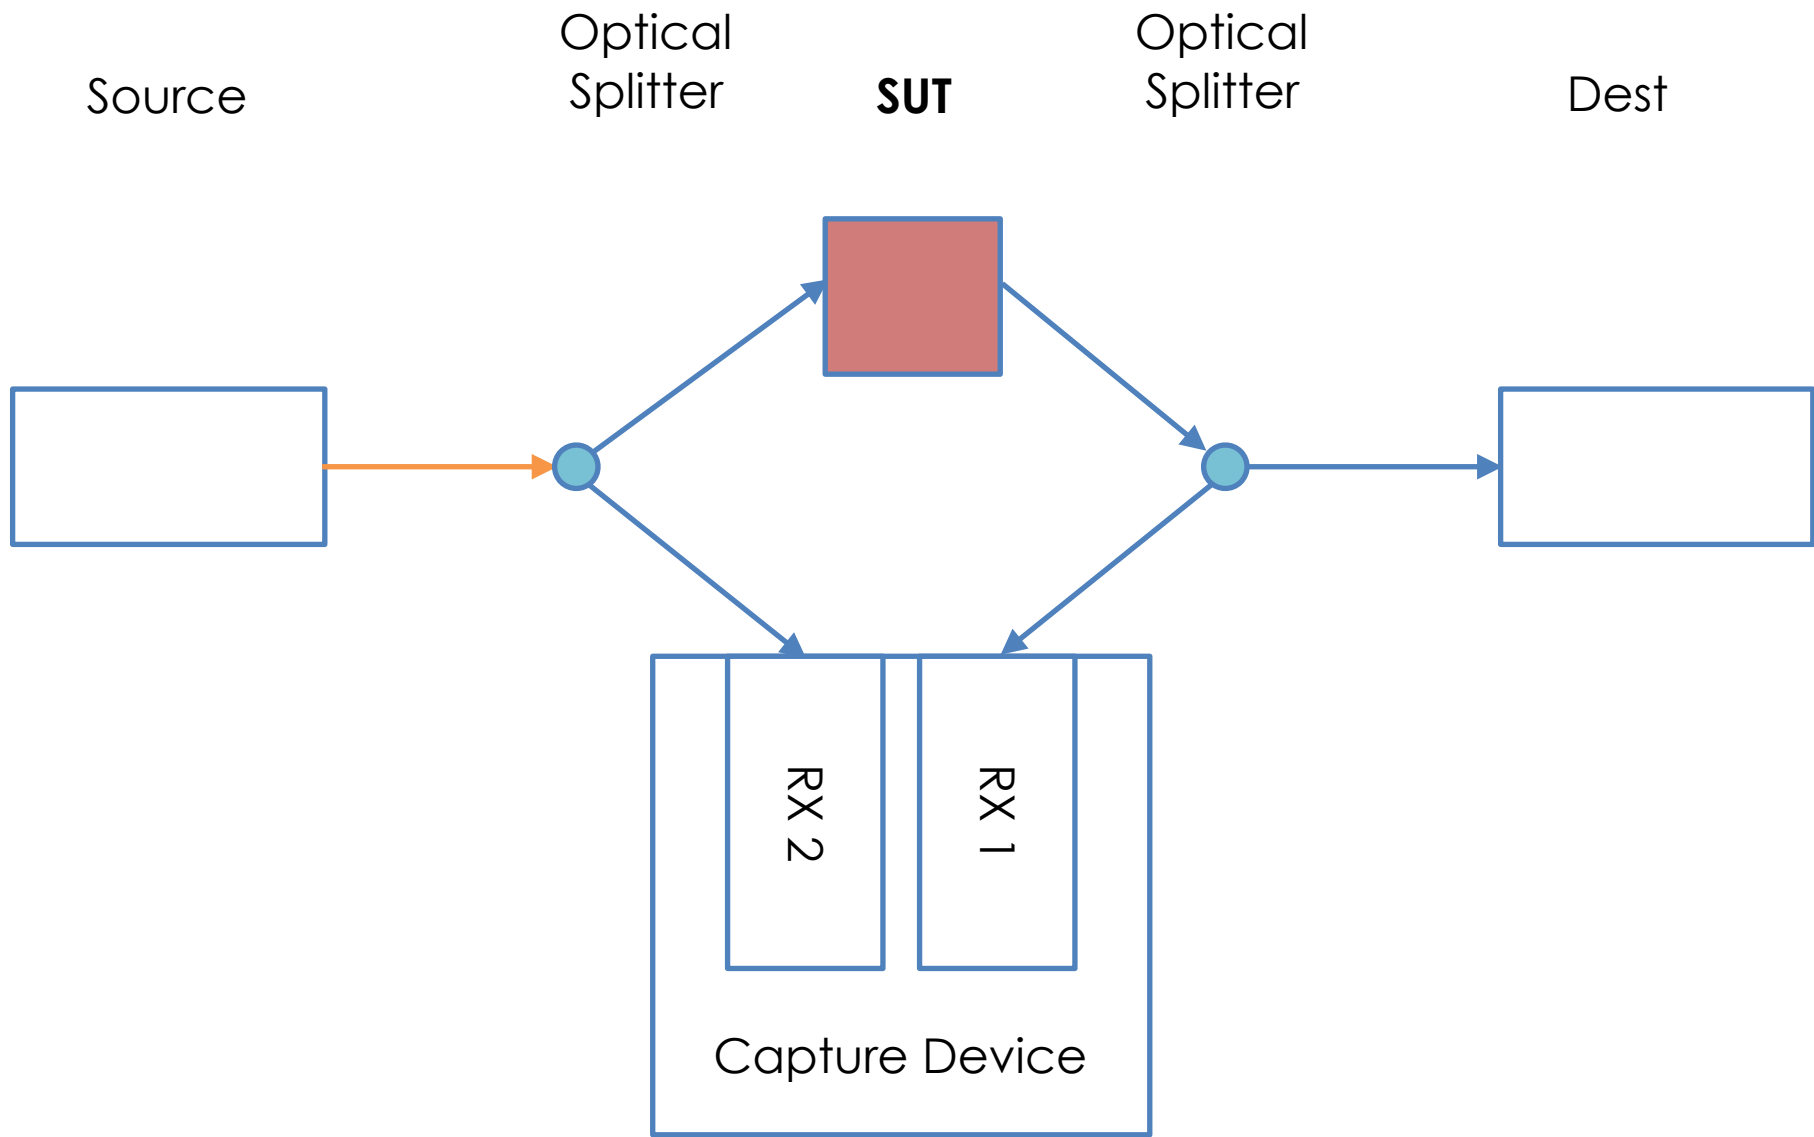 Source
Optical
Splitter
SUT
Optical
Splitter
Dest
RX 2
RX 1
Capture Device